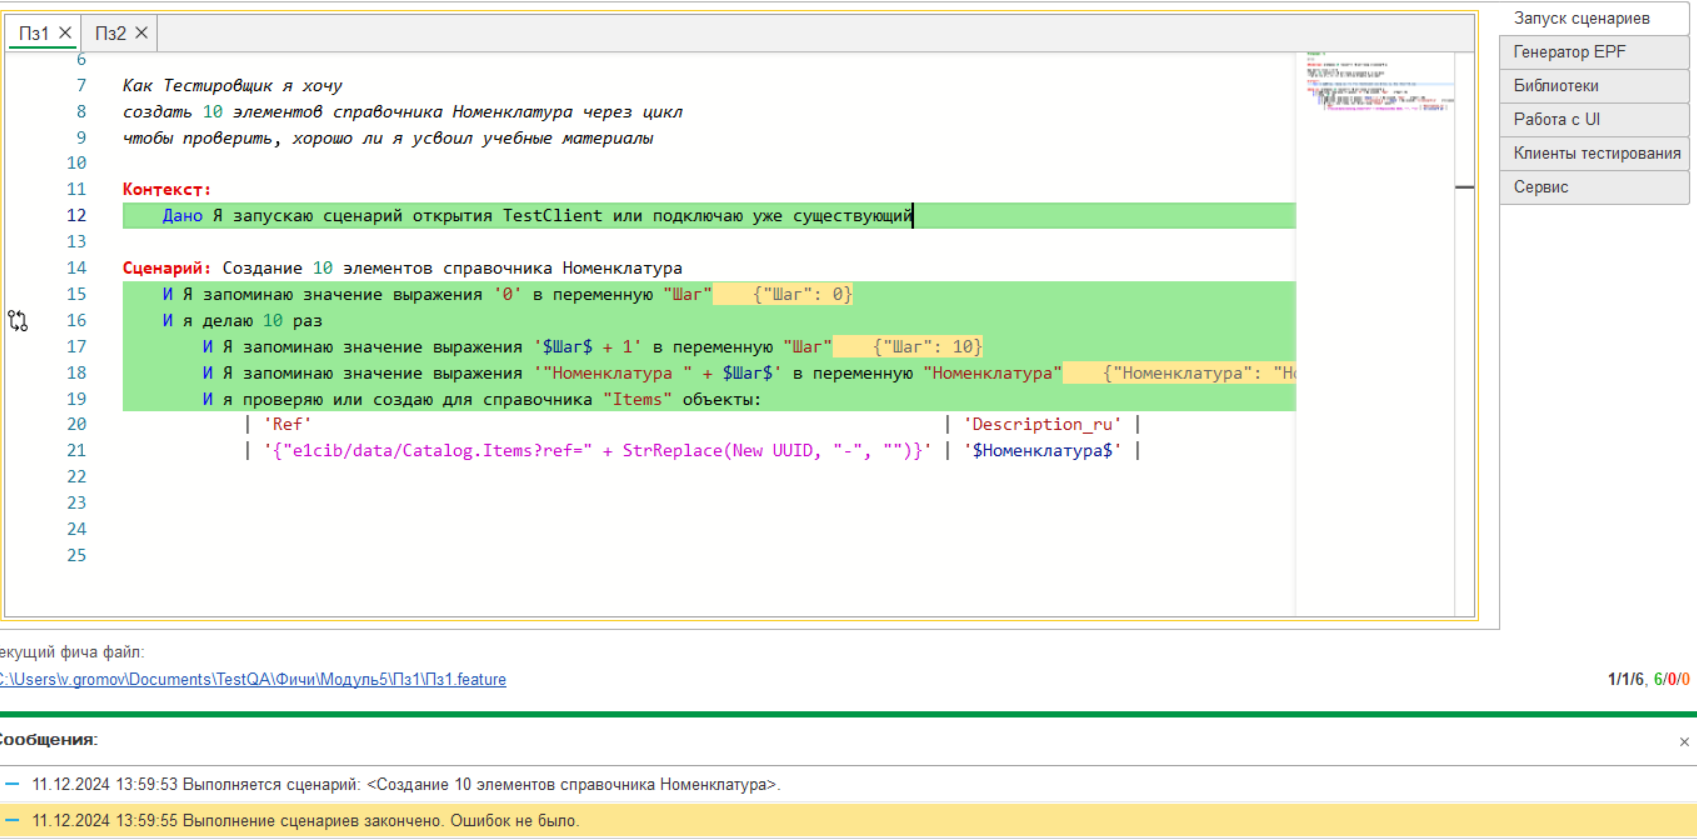 Пз1 × Пз2 ×
6
7 Как Тестировщик я хочу
8 создать 10 элементов справочника Номенклатура через цикл
9 чтобы проверить, хорошо ли я усвоил учебные материалы
10
11 Контекст:
12 Дано Я запускаю сценарий открытия TestClient или подключаю уже существующий
13
14 Сценарий: Создание 10 элементов справочника Номенклатура
15 И Я запоминаю значение выражения '0' в переменную "Шаг" {"Шаг": 0}
16 И я делаю 10 раз
17 И Я запоминаю значение выражения '$Шаг$ + 1' в переменную "Шаг" {"Шаг": 10}
18 И Я запоминаю значение выражения '"Номенклатура " + $Шаг$' в переменную "Номенклатура" {"Номенклатура": "Но
19 И я проверяю или создаю для справочника "Items" объекты:
20 | 'Ref' | 'Description_ru' |
21 | '{"e1cib/data/Catalog.Items?ref=" + StrReplace(New UUID, "-", "")}' | '$Номенклатура$' |
22
23
24
25
Запуск сценариев
Генератор EPF
Библиотеки
Работа с UI
Клиенты тестирования
Сервис
екущий фича файл:
C:\Users\v.gromov\Documents\TestQA\Фичи\Модуль5\Пз1\Пз1.feature
1/1/6, 6/0/0
Сообщения: ×
11.12.2024 13:59:53 Выполняется сценарий: <Создание 10 элементов справочника Номенклатура>.
11.12.2024 13:59:55 Выполнение сценариев закончено. Ошибок не было.